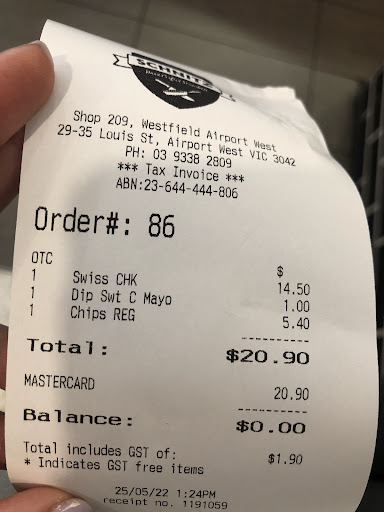 SCHNITZ
Shop 209, Westfield Airport West
29-35 Louis St, Airport West VIC 3042
PH: 03 9338 2809
*** Tax Invoice ***
ABN:23-644-444-806
Order#: 86
OTC $
1 Swiss CHK 14.50
1 Dip Swt C Mayo 1.00
1 Chips REG 5.40
Total: $20.90
MASTERCARD 20.90
Balance: $0.00
Total includes GST of: $1.90
* Indicates GST free items
25/05/22 1:24PM
receipt no. 1191059